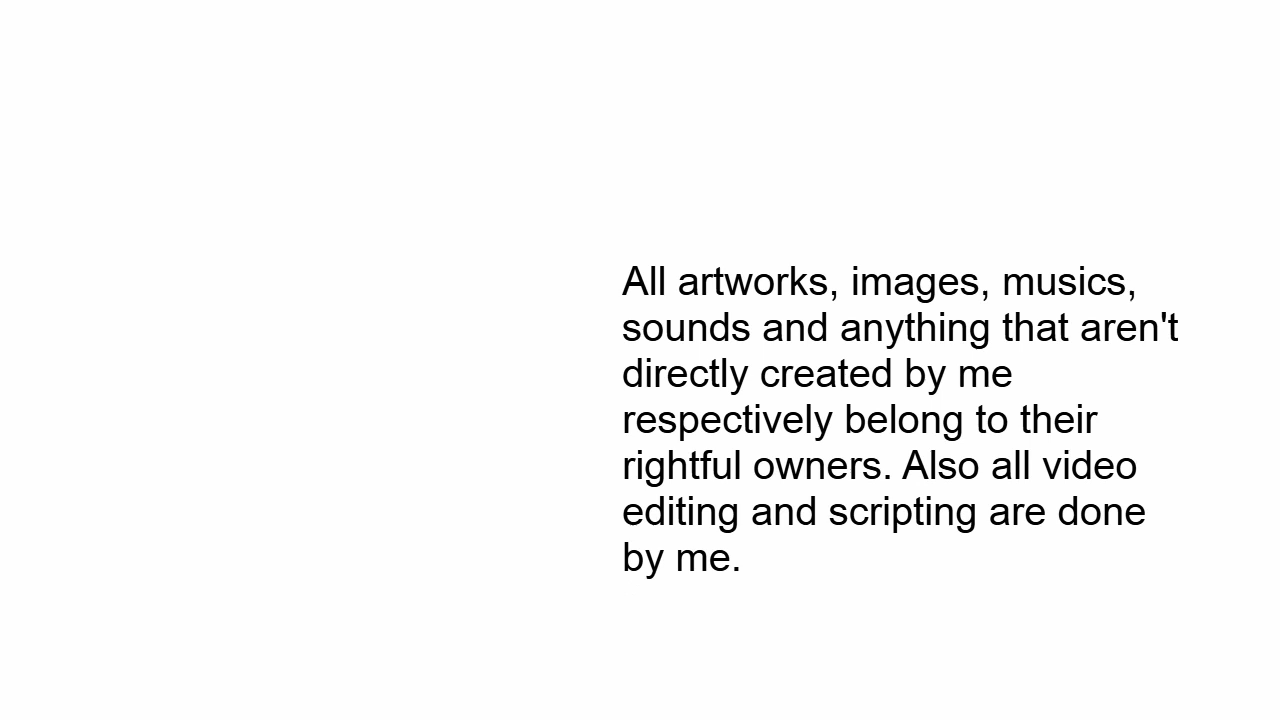 All artworks, images, musics,
sounds and anything that aren't
directly created by me
respectively belong to their
rightful owners. Also all video
editing and scripting are done
by me.